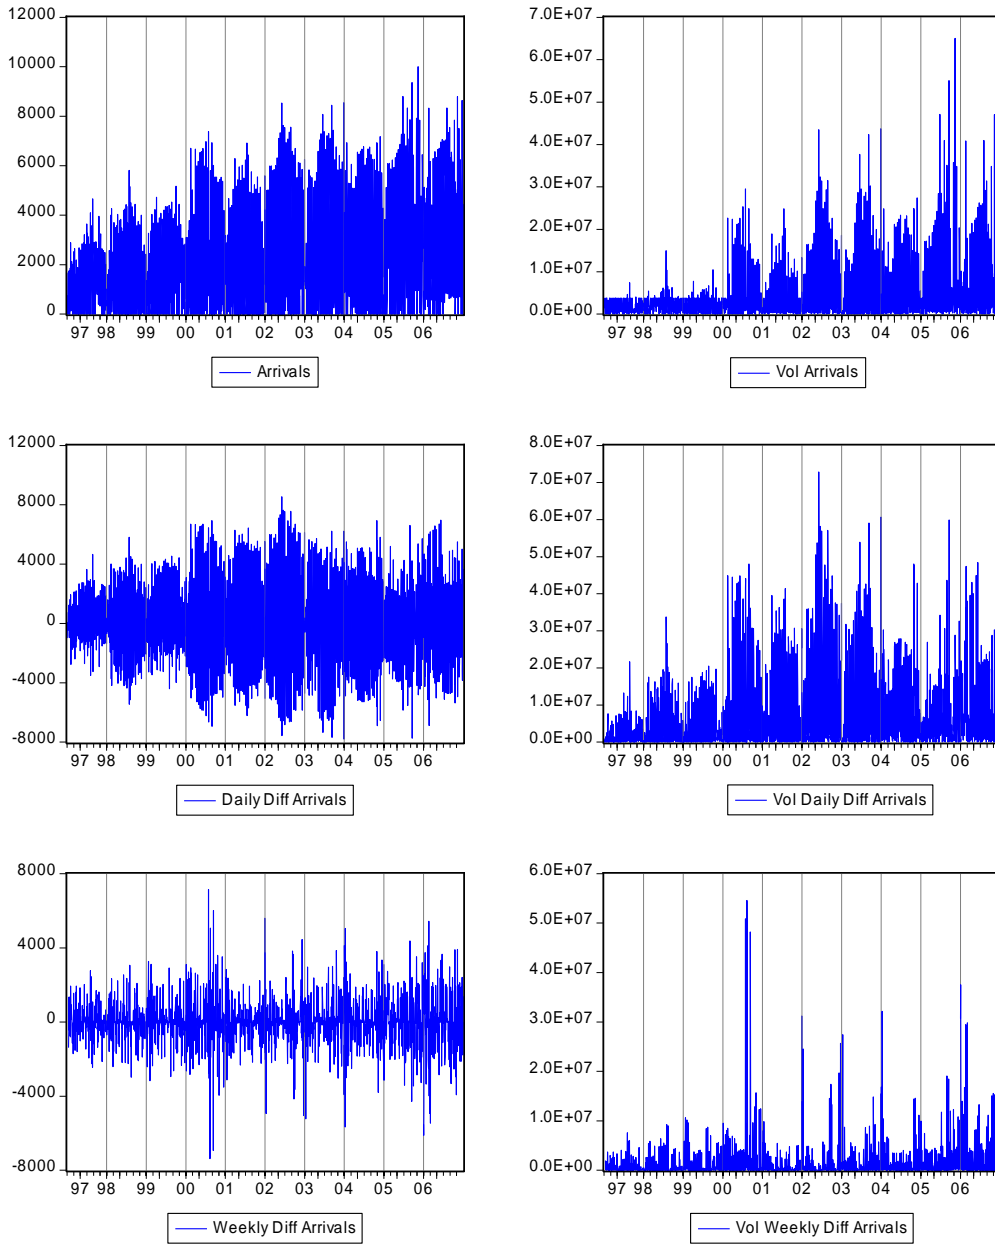 12000
10000
8000
6000
4000
2000
0
97 98 99 00 01 02 03 04 05 06
Arrivals
7.0E+07
6.0E+07
5.0E+07
4.0E+07
3.0E+07
2.0E+07
1.0E+07
0.0E+00
97 98 99 00 01 02 03 04 05 06
Vol Arrivals
12000
8000
4000
0
-4000
-8000
97 98 99 00 01 02 03 04 05 06
Daily Diff Arrivals
8.0E+07
7.0E+07
6.0E+07
5.0E+07
4.0E+07
3.0E+07
2.0E+07
1.0E+07
0.0E+00
97 98 99 00 01 02 03 04 05 06
Vol Daily Diff Arrivals
8000
4000
0
-4000
-8000
97 98 99 00 01 02 03 04 05 06
Weekly Diff Arrivals
6.0E+07
5.0E+07
4.0E+07
3.0E+07
2.0E+07
1.0E+07
0.0E+00
97 98 99 00 01 02 03 04 05 06
Vol Weekly Diff Arrivals